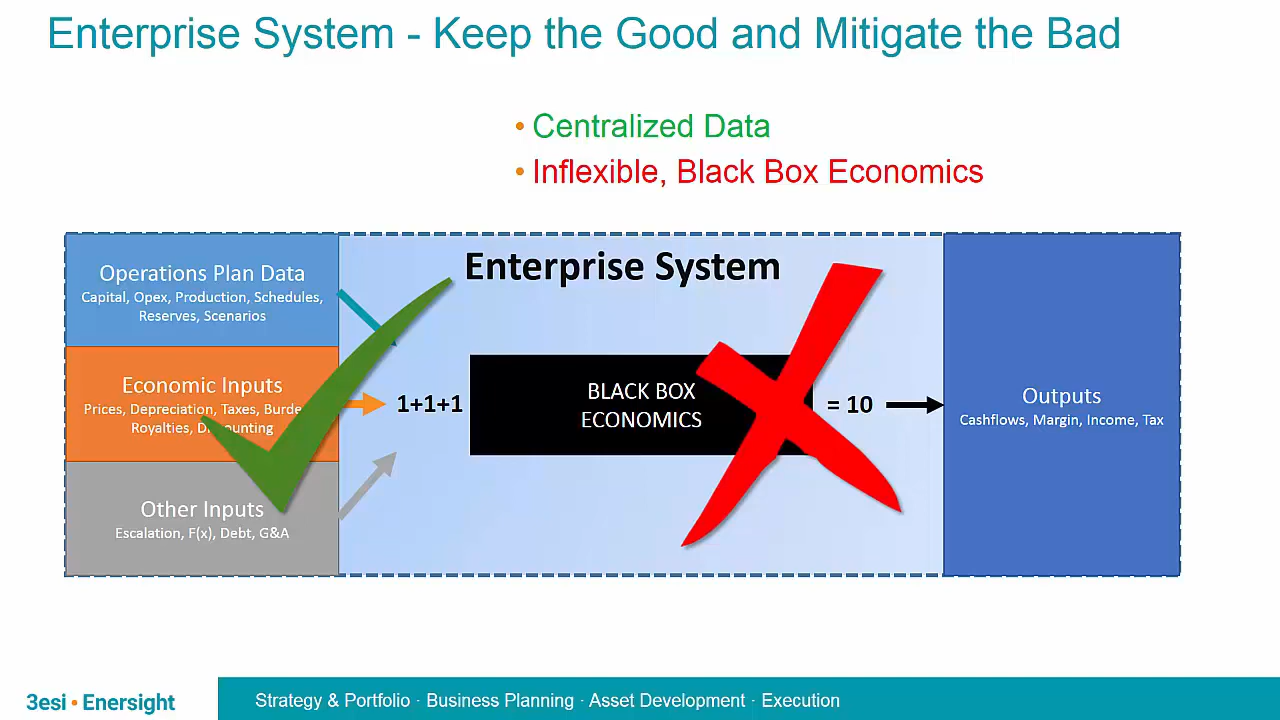 Enterprise System - Keep the Good and Mitigate the Bad
• Centralized Data
• Inflexible, Black Box Economics
Enterprise System
Operations Plan Data
Capital, Opex, Production, Schedules,
Reserves, Scenarios
Economic Inputs
Prices, Depreciation, Taxes,
Royalties,
Other Inputs
Escalation, F(x), Debt, G&A
1+1+1
BLACK BOX
ECONOMICS
= 10
Outputs
Cashflows, Margin, Income, Tax
3esi • Enersight
Strategy & Portfolio · Business Planning · Asset Development · Execution